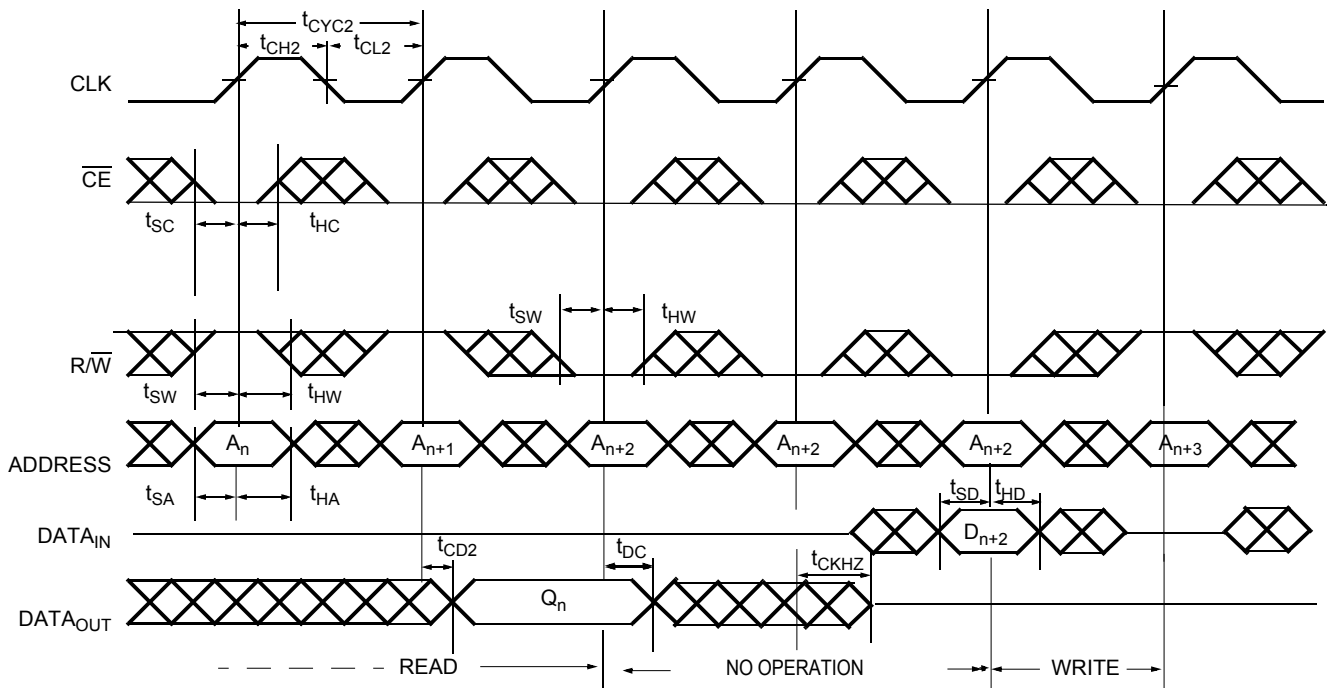 tCYC2
tCH2 tCL2
CLK
CE
tSC tHC
tSW tHW
R/W
tSW tHW
ADDRESS An An+1 An+2 An+2 An+2 An+3
tSA tHA tSD tHD
DATAIN Dn+2
tCD2 tDC tCKHZ
DATAOUT Qn
READ NO OPERATION WRITE